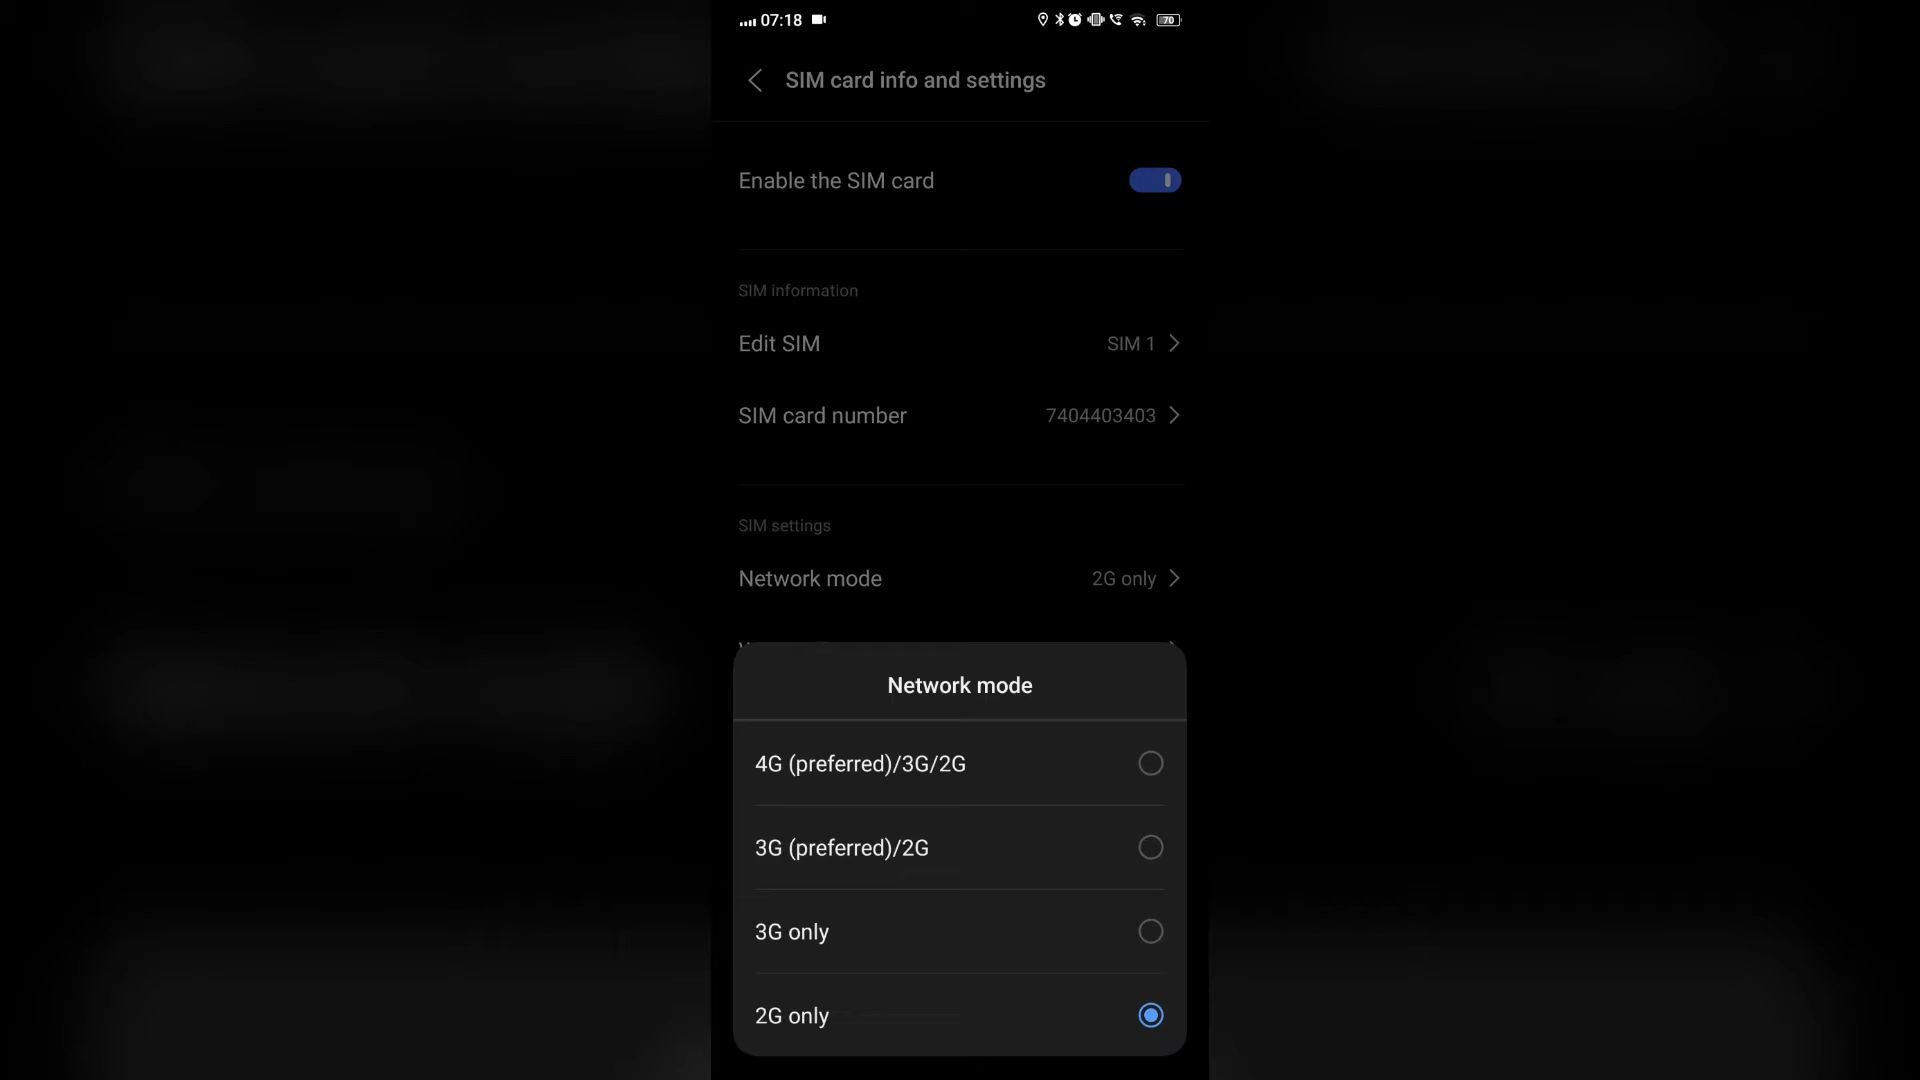 07:18
70
SIM card info and settings
Enable the SIM card
SIM information
Edit SIM SIM 1
SIM card number 7404403403
SIM settings
Network mode 2G only
Network mode
4G (preferred)/3G/2G
3G (preferred)/2G
3G only
2G only